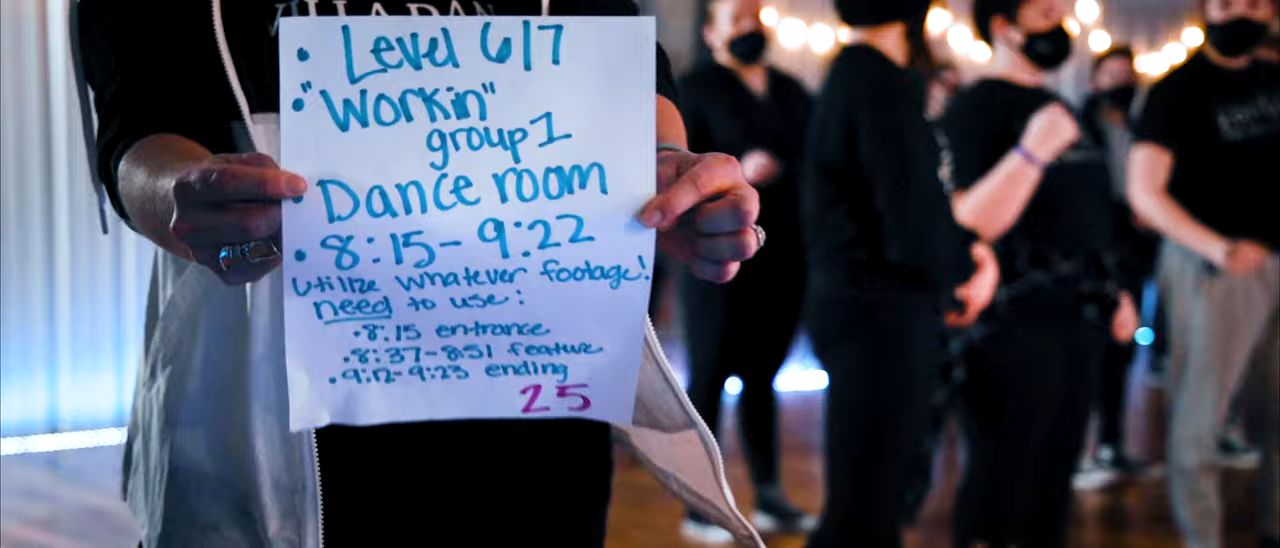 • Level 6/7
• "Workin"
group 1
• Dance room
• 8:15-9:22
utilize whatever footage!
need to use:
• 8:15 entrance
• 8:37-8:51 feature
• 9:12-9:23 ending
25